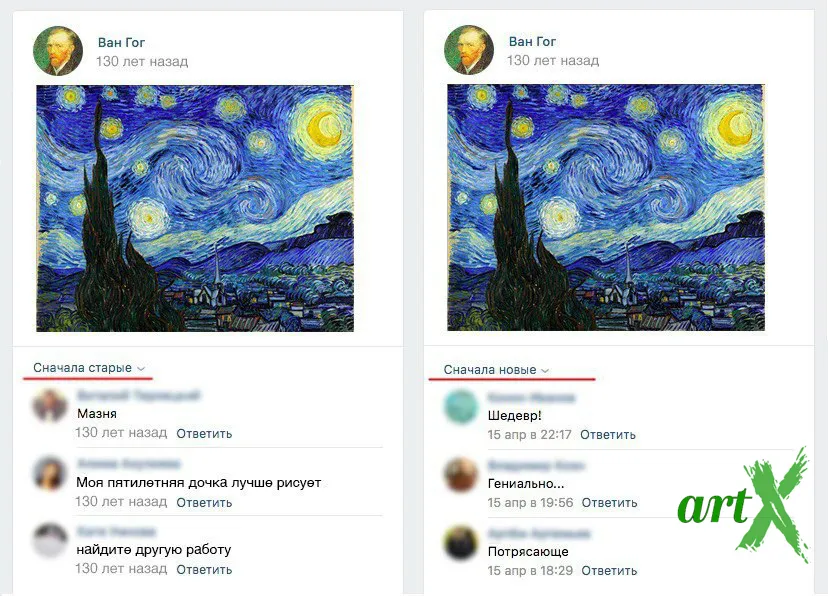 Ван Гог
130 лет назад
Сначала старые
Мазня
130 лет назад Ответить
Моя пятилетняя дочка лучше рисует
130 лет назад Ответить
найдите другую работу
130 лет назад Ответить
Ван Гог
130 лет назад
Сначала новые
Шедевр!
15 апр в 22:17 Ответить
Гениально...
15 апр в 19:56 Ответить
Потрясающе
15 апр в 18:29 Ответить
artX